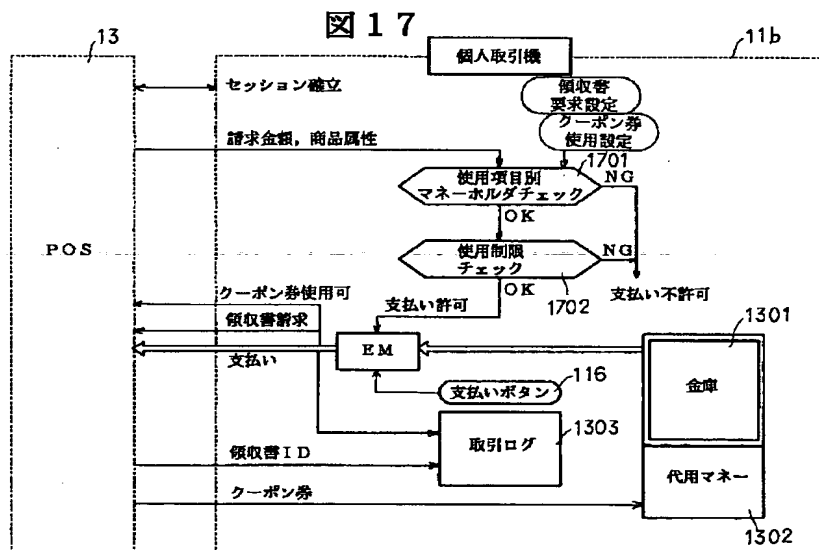 図17
13
11b
個人取引機
セッション確立
領収書
要求設定
クーポン券
使用設定
請求金額，商品属性
1701
使用項目別
マネーホルダチェック
NG
OK
POS
使用制限
チェック
NG
1702
OK
支払い不許可
クーポン券使用可
支払い許可
領収書請求
支払い
EM
1301
金庫
支払いボタン
116
取引ログ
1303
領収書ID
代用マネー
クーポン券
1302